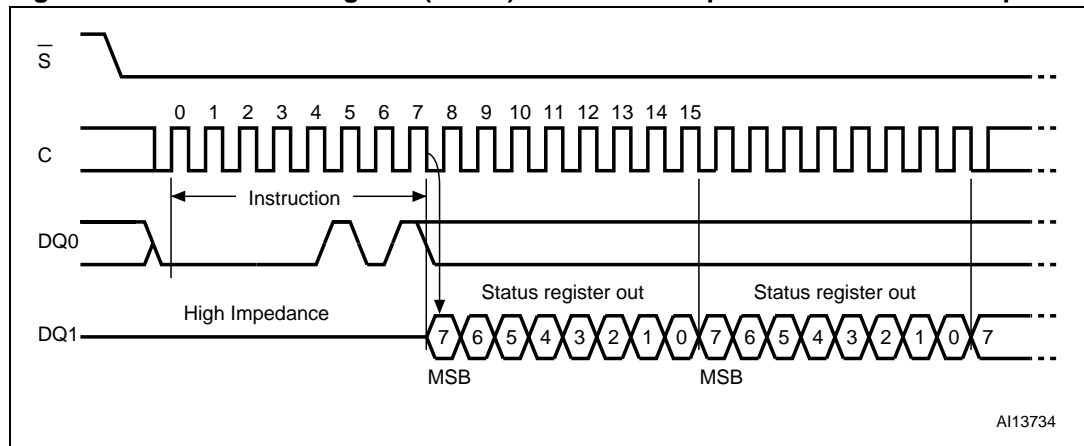 S
0 1 2 3 4 5 6 7 8 9 10 11 12 13 14 15
C
Instruction
DQ0
Status register out Status register out
High Impedance
DQ1 7 6 5 4 3 2 1 0 7 6 5 4 3 2 1 0 7
MSB MSB
AI13734